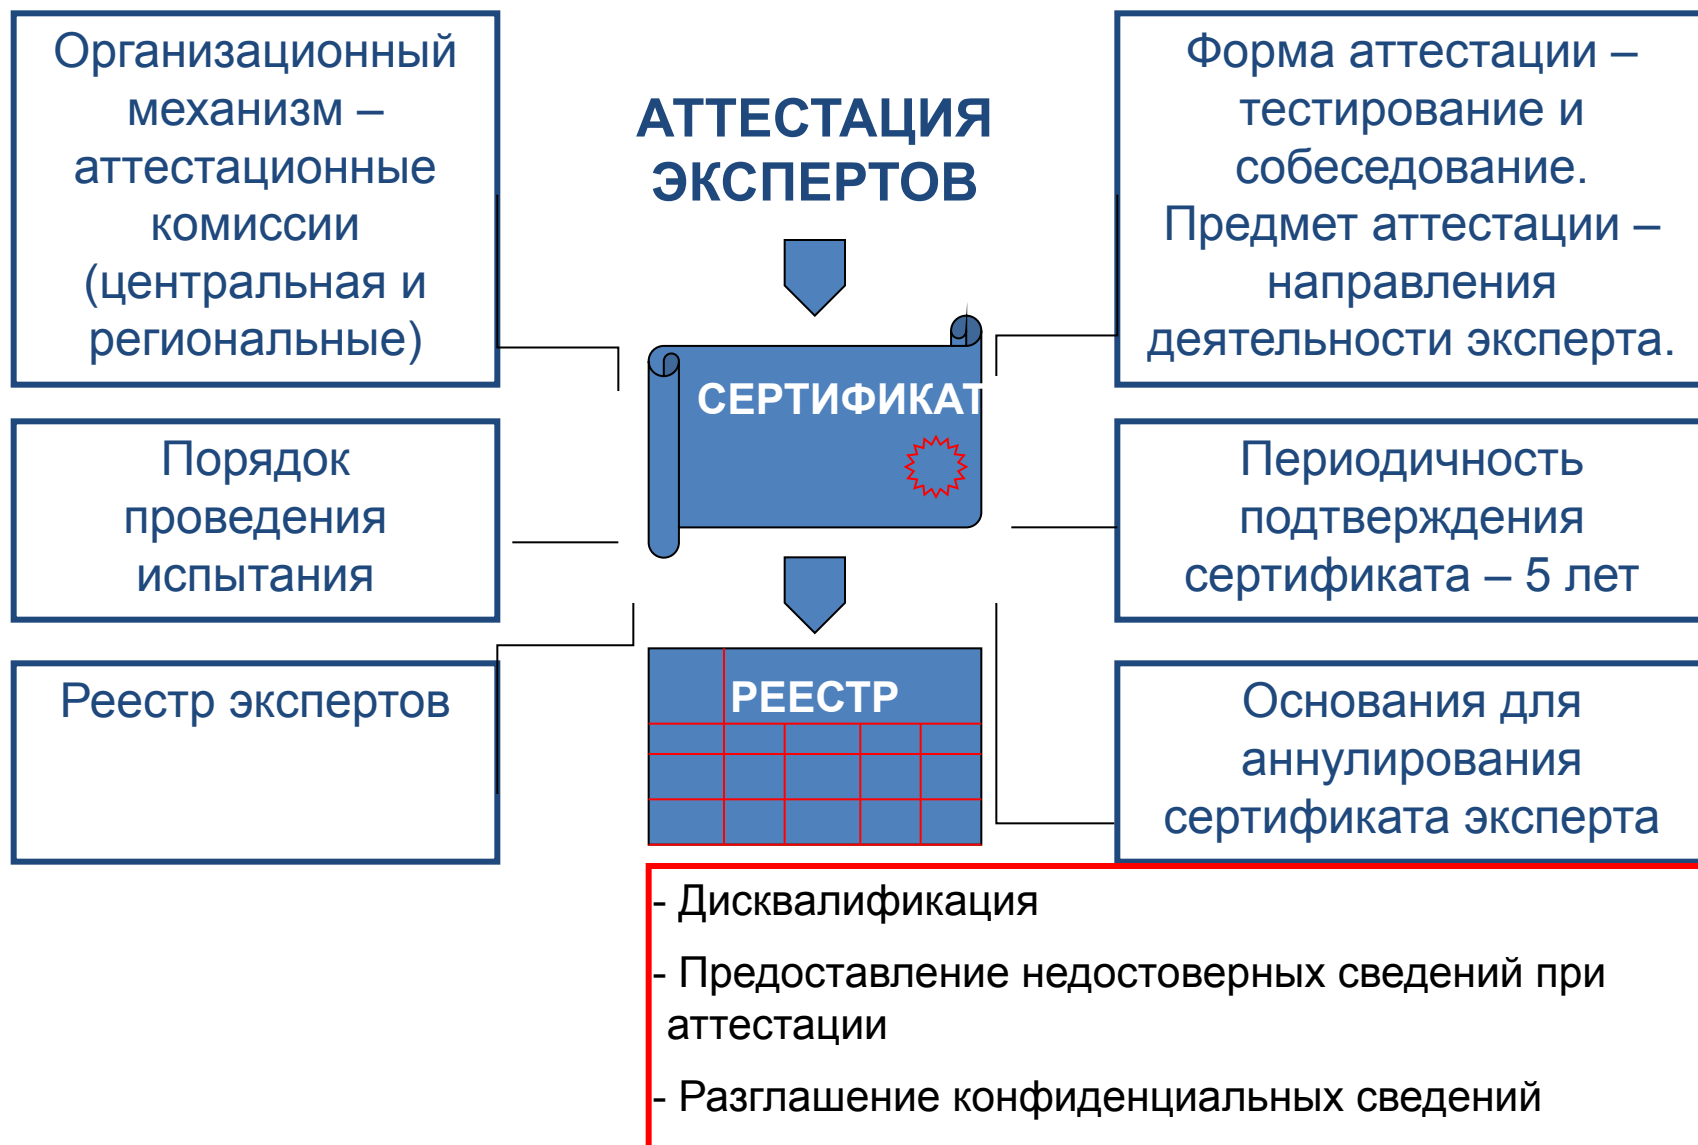 Организационный
механизм –
аттестационные
комиссии
(центральная и
региональные)
АТТЕСТАЦИЯ
ЭКСПЕРТОВ
Форма аттестации –
тестирование и
собеседование.
Предмет аттестации –
направления
деятельности эксперта.
СЕРТИФИКАТ
Порядок
проведения
испытания
Периодичность
подтверждения
сертификата – 5 лет
Реестр экспертов
РЕЕСТР
Основания для
аннулирования
сертификата эксперта
- Дисквалификация
- Предоставление недостоверных сведений при
аттестации
- Разглашение конфиденциальных сведений